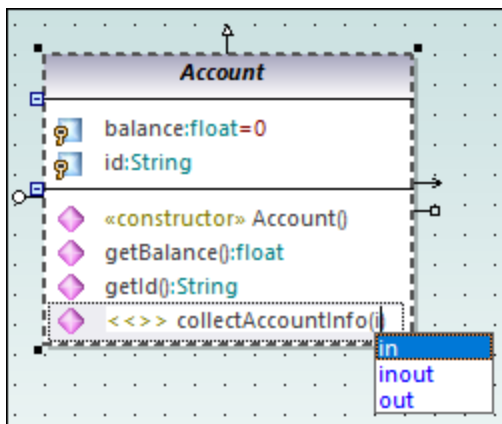 Account
balance:float=0
id:String
«constructor» Account()
getBalance():float
getId():String
<<>> collectAccountInfo(i)
in
inout
out